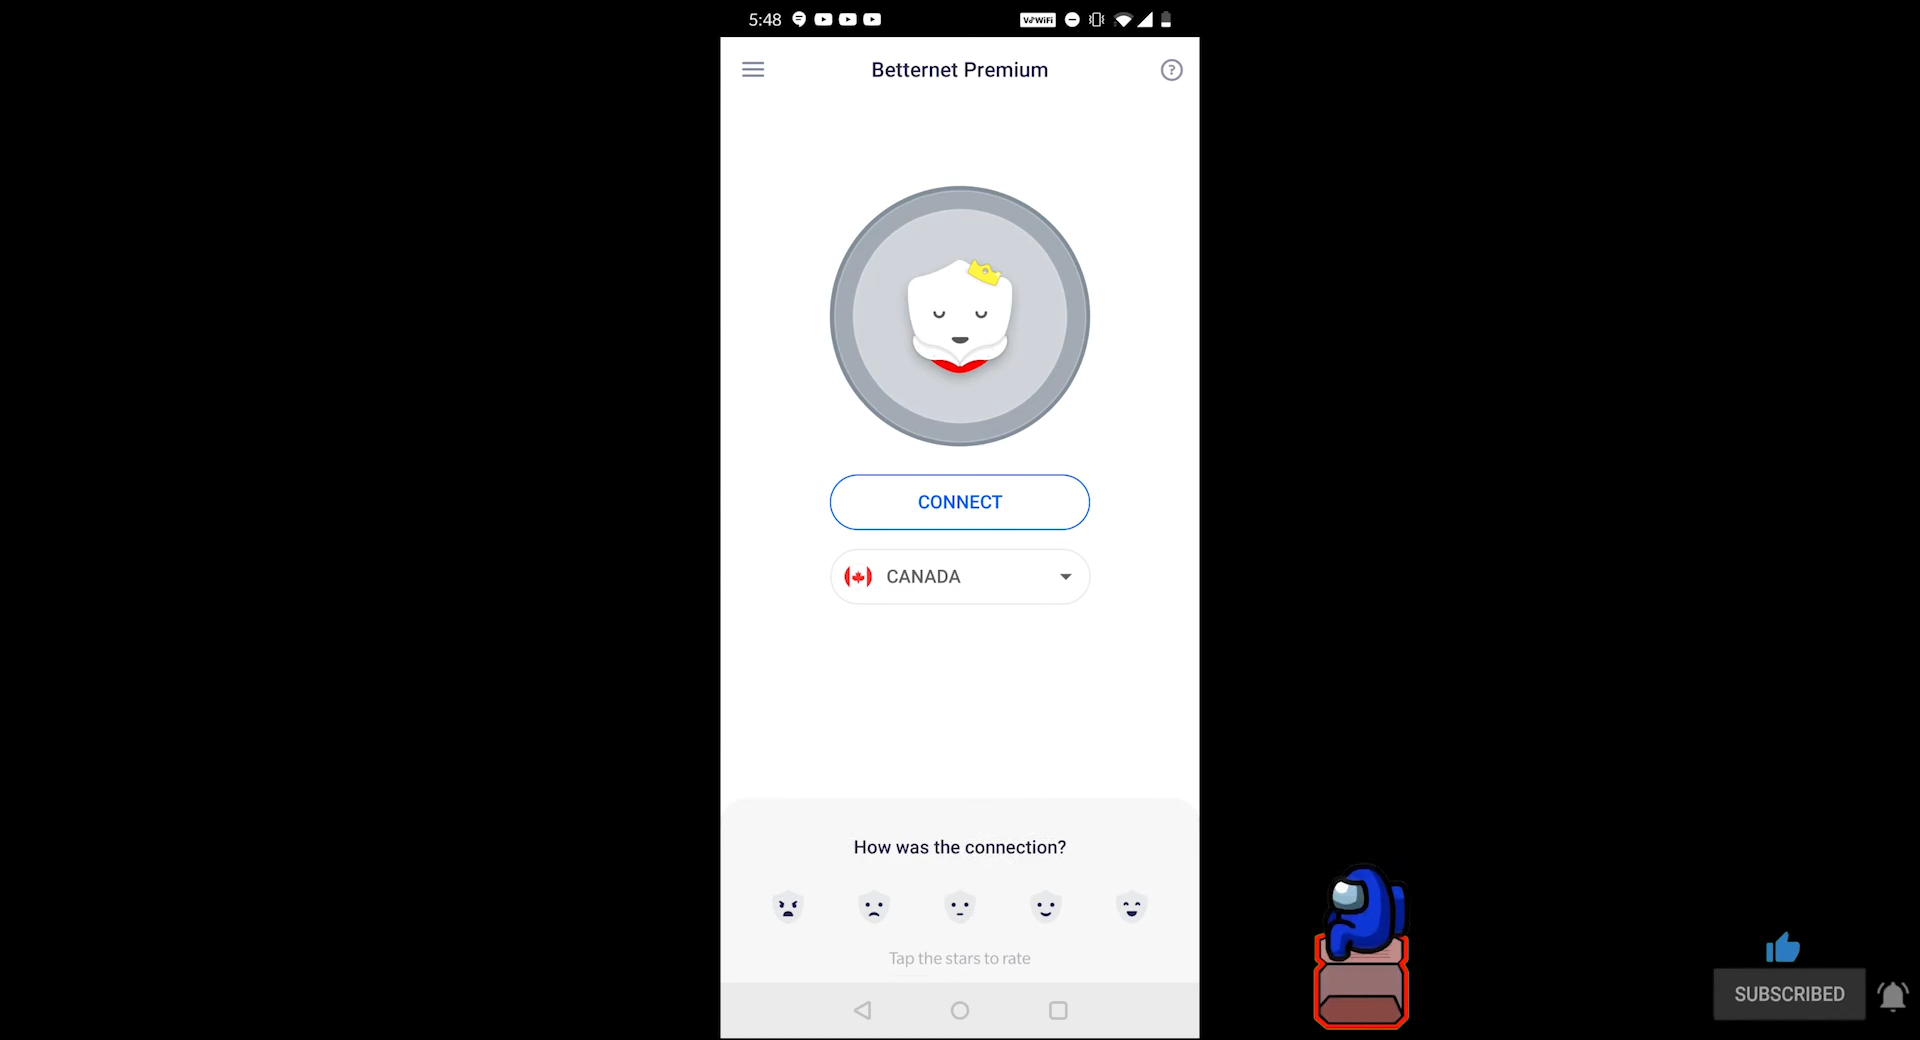 5:48
VoWiFi
Betternet Premium
CONNECT
CANADA
How was the connection?
Tap the stars to rate
SUBSCRIBED